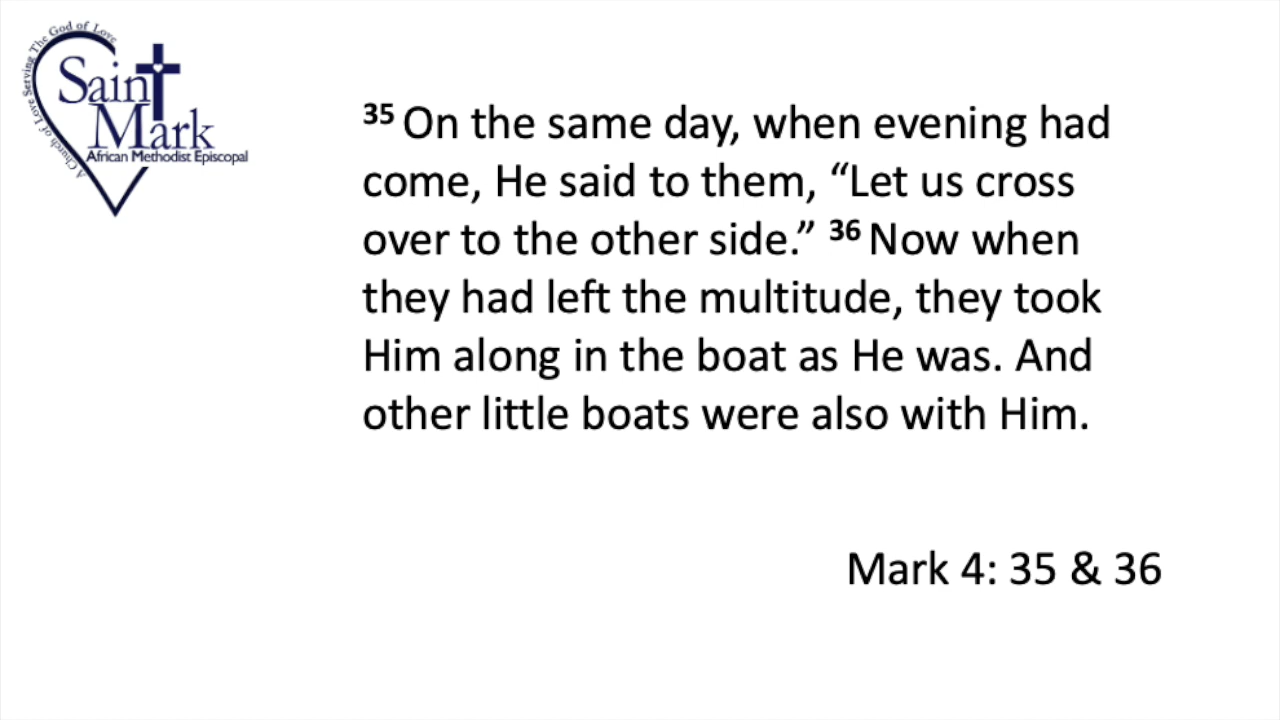 A Church of Love Serving The God of Love
Saint
Mark
African Methodist Episcopal
35 On the same day, when evening had
come, He said to them, “Let us cross
over to the other side.” 36 Now when
they had left the multitude, they took
Him along in the boat as He was. And
other little boats were also with Him.
Mark 4: 35 & 36